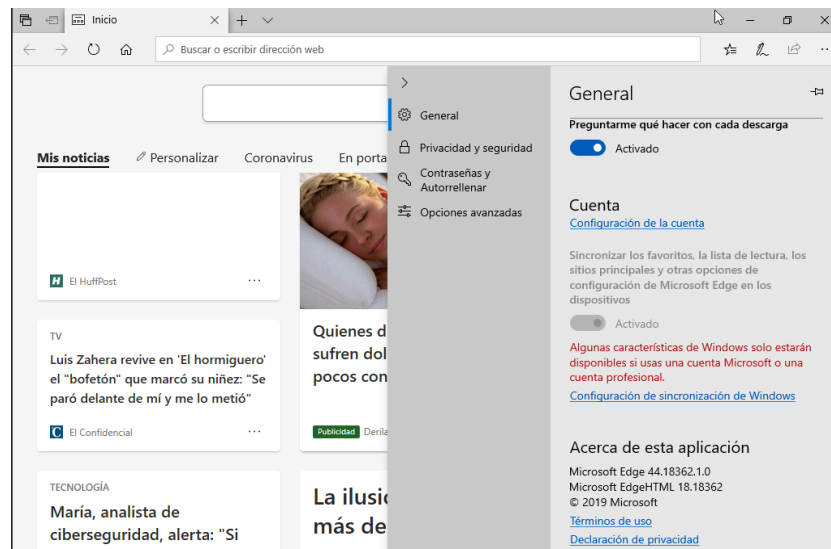 Inicio
Buscar o escribir dirección web
Mis noticias
Personalizar
Coronavirus
En porta
El HuffPost
TV
Luis Zahera revive en 'El hormiguero'
el "bofetón" que marcó su niñez: "Se
paró delante de mí y me lo metió"
El Confidencial
TECNOLOGÍA
María, analista de
ciberseguridad, alerta: "Si
Quienes d
sufren dol
pocos con
Publicidad Derila
La ilusi
más de
General
Privacidad y seguridad
Contraseñas y
Autorrellenar
Opciones avanzadas
General
Preguntarme qué hacer con cada descarga
Activado
Cuenta
Configuración de la cuenta
Sincronizar los favoritos, la lista de lectura, los
sitios principales y otras opciones de
configuración de Microsoft Edge en los
dispositivos
Activado
Algunas características de Windows solo estarán
disponibles si usas una cuenta Microsoft o una
cuenta profesional.
Configuración de sincronización de Windows
Acerca de esta aplicación
Microsoft Edge 44.18362.1.0
Microsoft EdgeHTML 18.18362
© 2019 Microsoft
Términos de uso
Declaración de privacidad